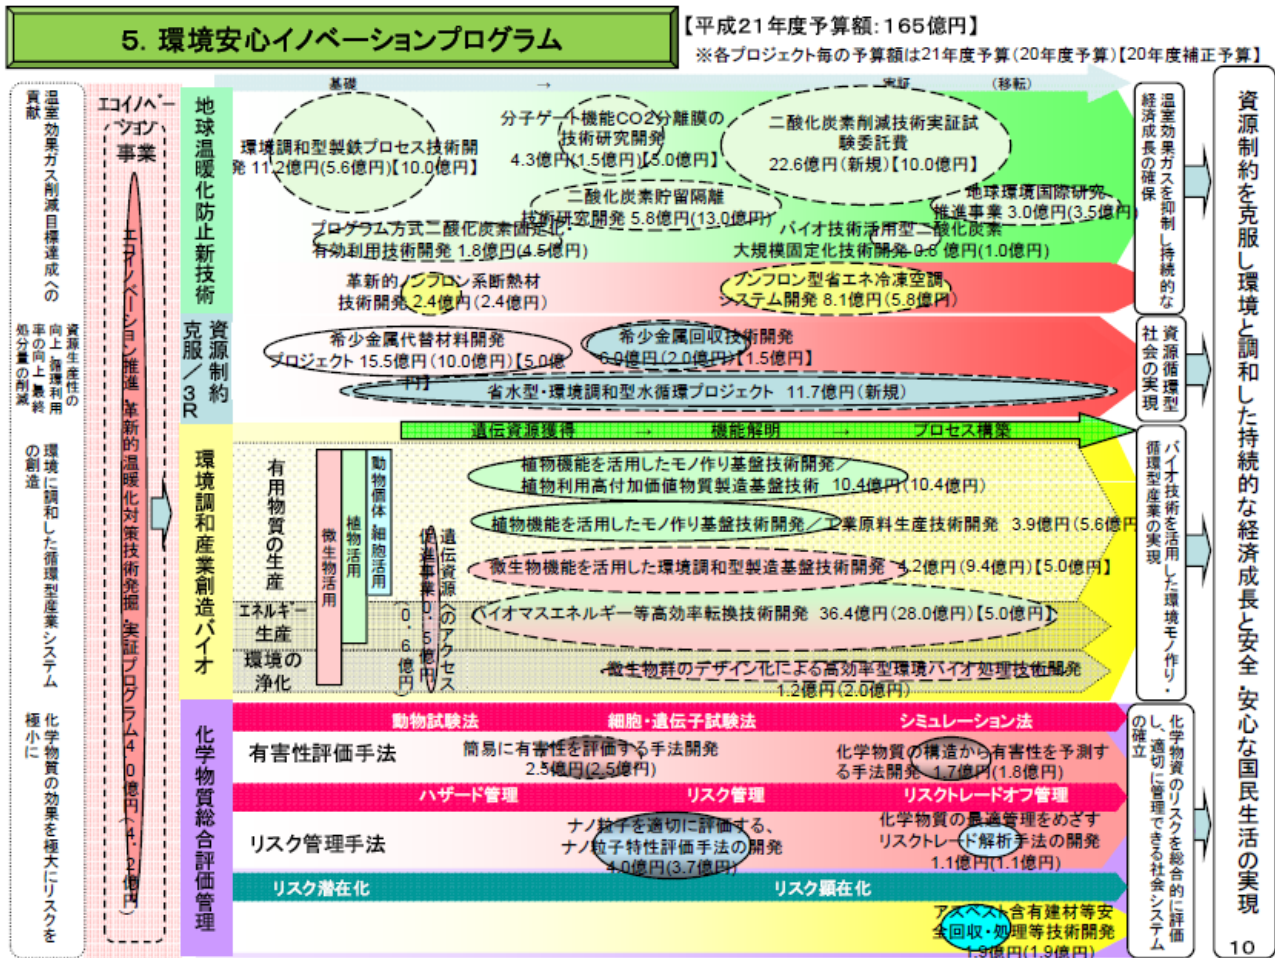 5. 環境安心イノベーションプログラム
【平成21年度予算額：165億円】
※各プロジェクト毎の予算額は21年度予算（20年度予算）【20年度補正予算】
温室効果ガス削減目標達成への
貢献
資源生産性の
向上、循環利用
率の向上、最終
処分量の削減
環境に調和した循環型産業システム
の創造
化学物質の効果を極大にリスクを
極小に
エコイノベー
ション
事業
エコイノベーション推進・革新的温暖化対策技術発掘・実証プログラム40億円（4.2億円）
基礎
→
実証
（移転）
地球温暖化防止新技術
環境調和型製鉄プロセス技術開
発 11.2億円(5.6億円)【10.0億円】
分子ゲート機能CO2分離膜の
技術研究開発
4.3億円(1.5億円)【5.0億円】
二酸化炭素削減技術実証試
験委託費
22.6億円（新規）【10.0億円】
二酸化炭素貯留隔離
技術研究開発 5.8億円(13.0億円)
地球環境国際研究
推進事業 3.0億円(3.5億円)
プログラム方式二酸化炭素固定化・
有効利用技術開発 1.8億円(4.5億円)
バイオ技術活用型二酸化炭素
大規模固定化技術開発 0.8億円(1.0億円)
革新的ノンフロン系断熱材
技術開発 2.4億円(2.4億円)
ノンフロン型省エネ冷凍空調
システム開発 8.1億円(5.8億円)
資源制約
克服／3R
希少金属代替材料開発
プロジェクト 15.5億円(10.0億円)【5.0億
円】
希少金属回収技術開発
6.0億円(2.0億円)【1.5億円】
省水型・環境調和型水循環プロジェクト 11.7億円（新規）
環境調和産業創造バイオ
遺伝資源獲得 → 機能解明 → プロセス構築
有用物質の生産
エネルギー
生産
環境の
浄化
微生物活用
植物活用
動物個体・細胞活用
遺伝資源へのアクセス
促進事業0.5億円
（0.6億円）
植物機能を活用したモノ作り基盤技術開発／
植物利用高付加価値物質製造基盤技術 10.4億円(10.4億円)
植物機能を活用したモノ作り基盤技術開発／工業原料生産技術開発 3.9億円(5.6億円
微生物機能を活用した環境調和型製造基盤技術開発 4.2億円(9.4億円)【5.0億円】
バイオマスエネルギー等高効率転換技術開発 36.4億円(28.0億円)【5.0億円】
微生物群のデザイン化による高効率型環境バイオ処理技術開発
1.2億円(2.0億円)
化学物質総合評価管理
動物試験法 細胞・遺伝子試験法 シミュレーション法
有害性評価手法
簡易に有害性を評価する手法開発
2.5億円(2.5億円)
化学物質の構造から有害性を予測す
る手法開発 1.7億円(1.8億円)
ハザード管理 リスク管理 リスクトレードオフ管理
リスク管理手法
ナノ粒子を適切に評価する、
ナノ粒子特性評価手法の開発
4.0億円(3.7億円)
化学物質の最適管理をめざす
リスクトレード解析手法の開発
1.1億円(1.1億円)
リスク潜在化 リスク顕在化
アスベスト含有建材等安
全回収・処理等技術開発
1.9億円(1.9億円)
温室効果ガスを抑制し持続的な
経済成長の確保
資源循環型
社会の実現
バイオ技術を活用した環境モノ作り・
循環型産業の実現
化学物資のリスクを総合的に評価
し、適切に管理できる社会システム
の確立
資源制約を克服し環境と調和した持続的な経済成長と安全・安心な国民生活の実現
10